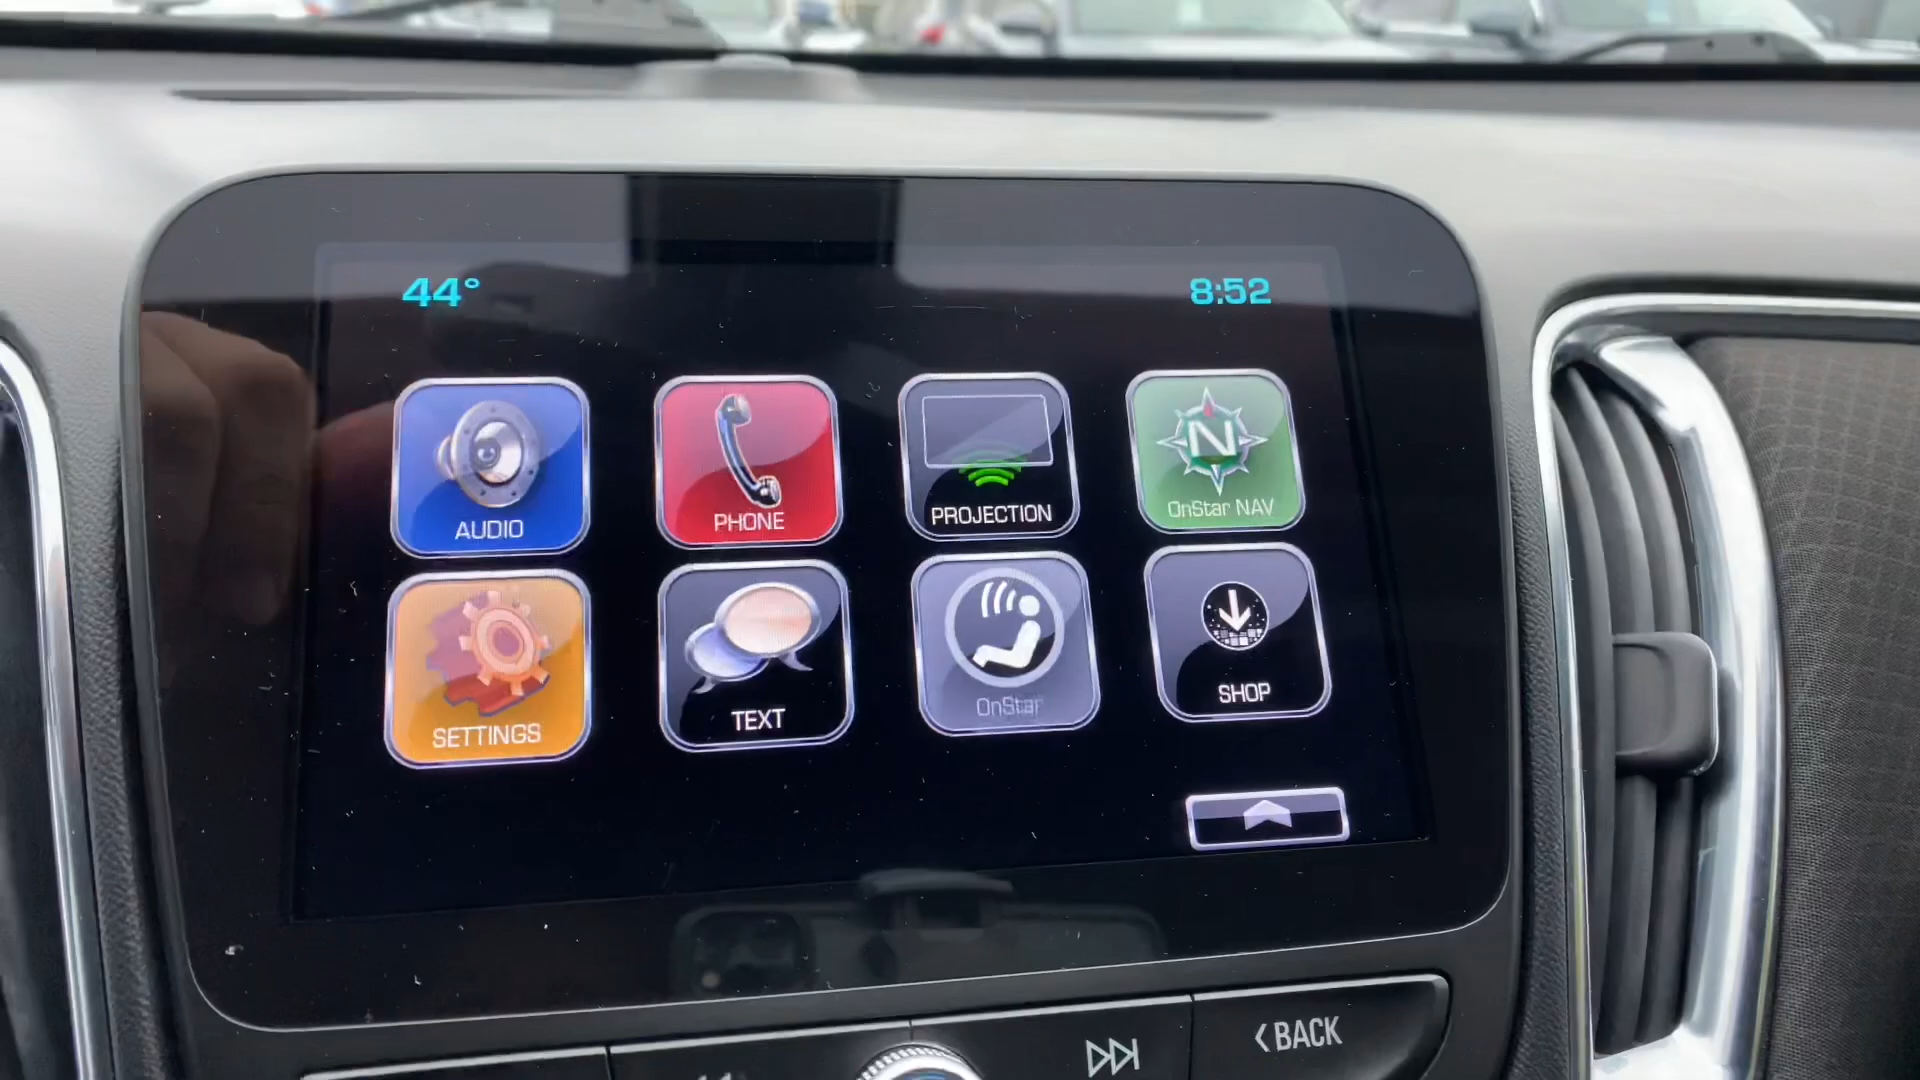 44°
8:52
AUDIO
PHONE
PROJECTION
N
OnStar NAV
SETTINGS
TEXT
OnStar
SHOP
<BACK